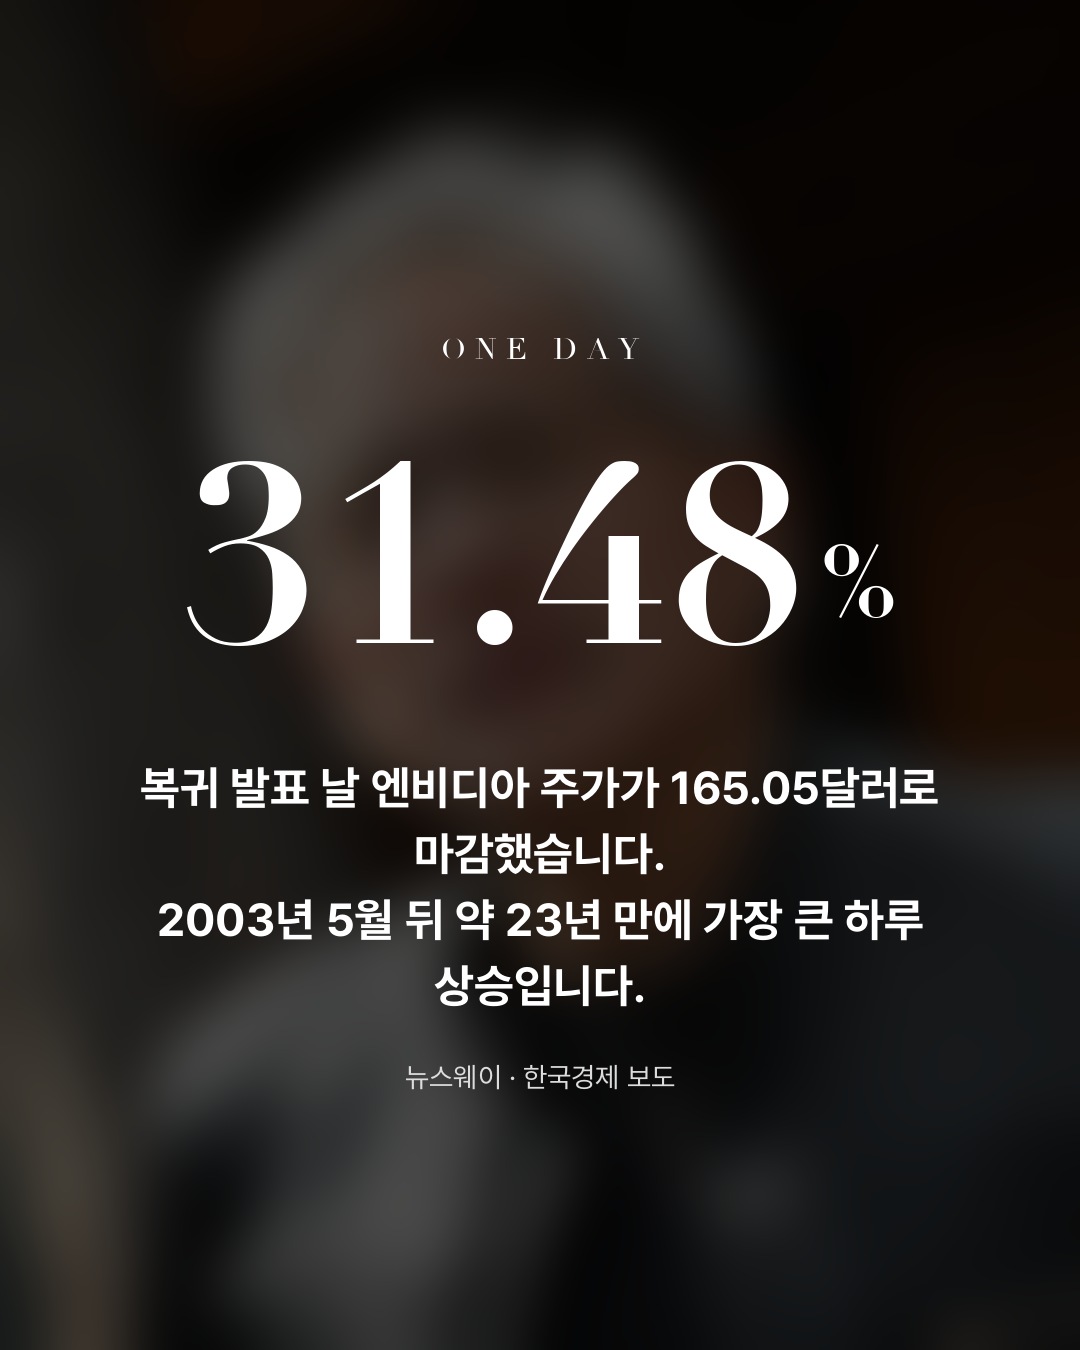 ONE DAY
31.48%
복귀 발표 날 엔비디아 주가가 165.05달러로
마감했습니다.
2003년 5월 뒤 약 23년 만에 가장 큰 하루
상승입니다.
뉴스웨이 · 한국경제 보도